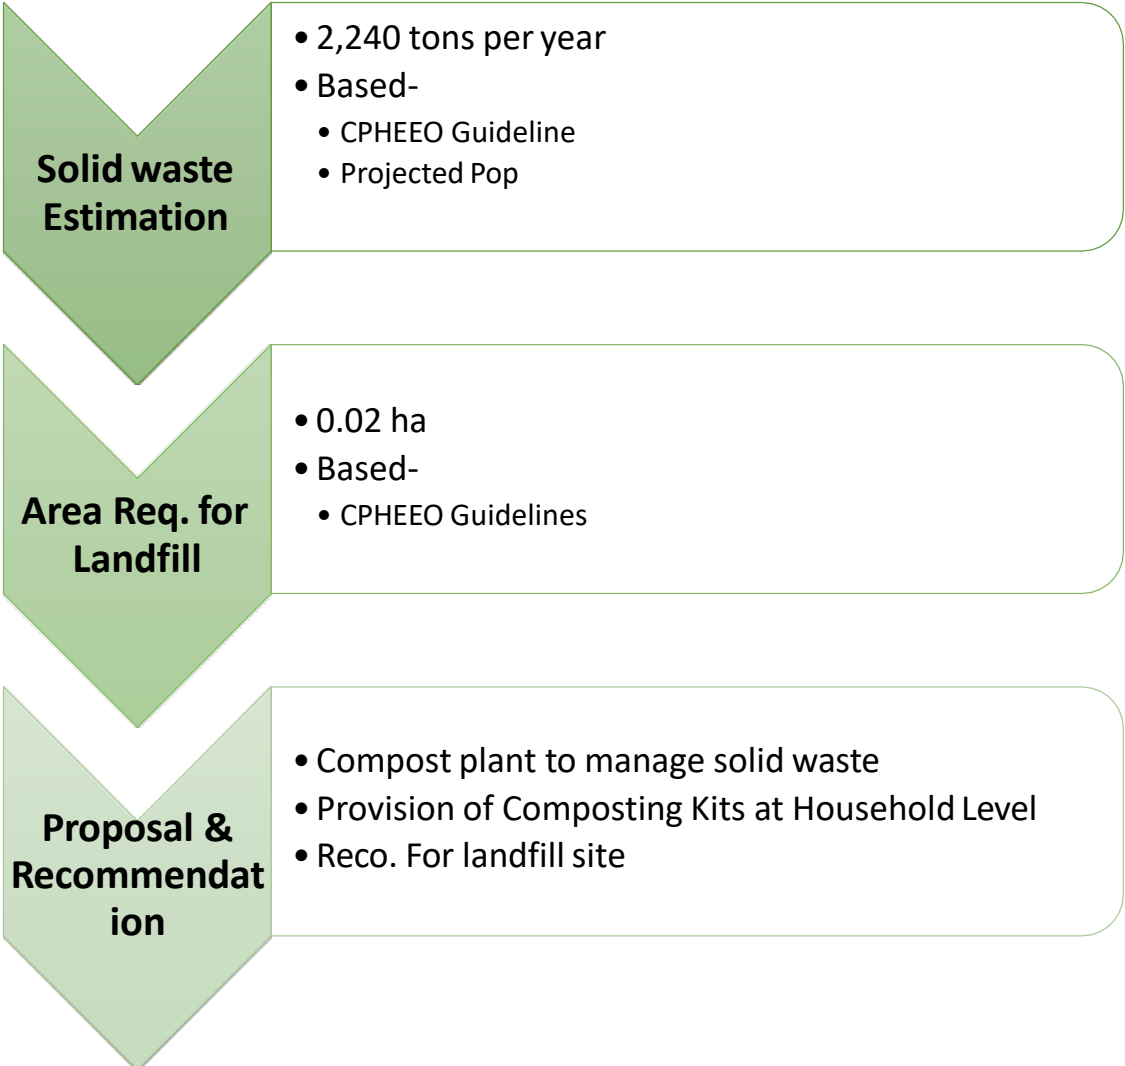 Solid waste
Estimation
• 2,240 tons per year
• Based-
• CPHEEO Guideline
• Projected Pop
Area Req. for
Landfill
• 0.02 ha
• Based-
• CPHEEO Guidelines
Proposal &
Recommendat
ion
• Compost plant to manage solid waste
• Provision of Composting Kits at Household Level
• Reco. For landfill site